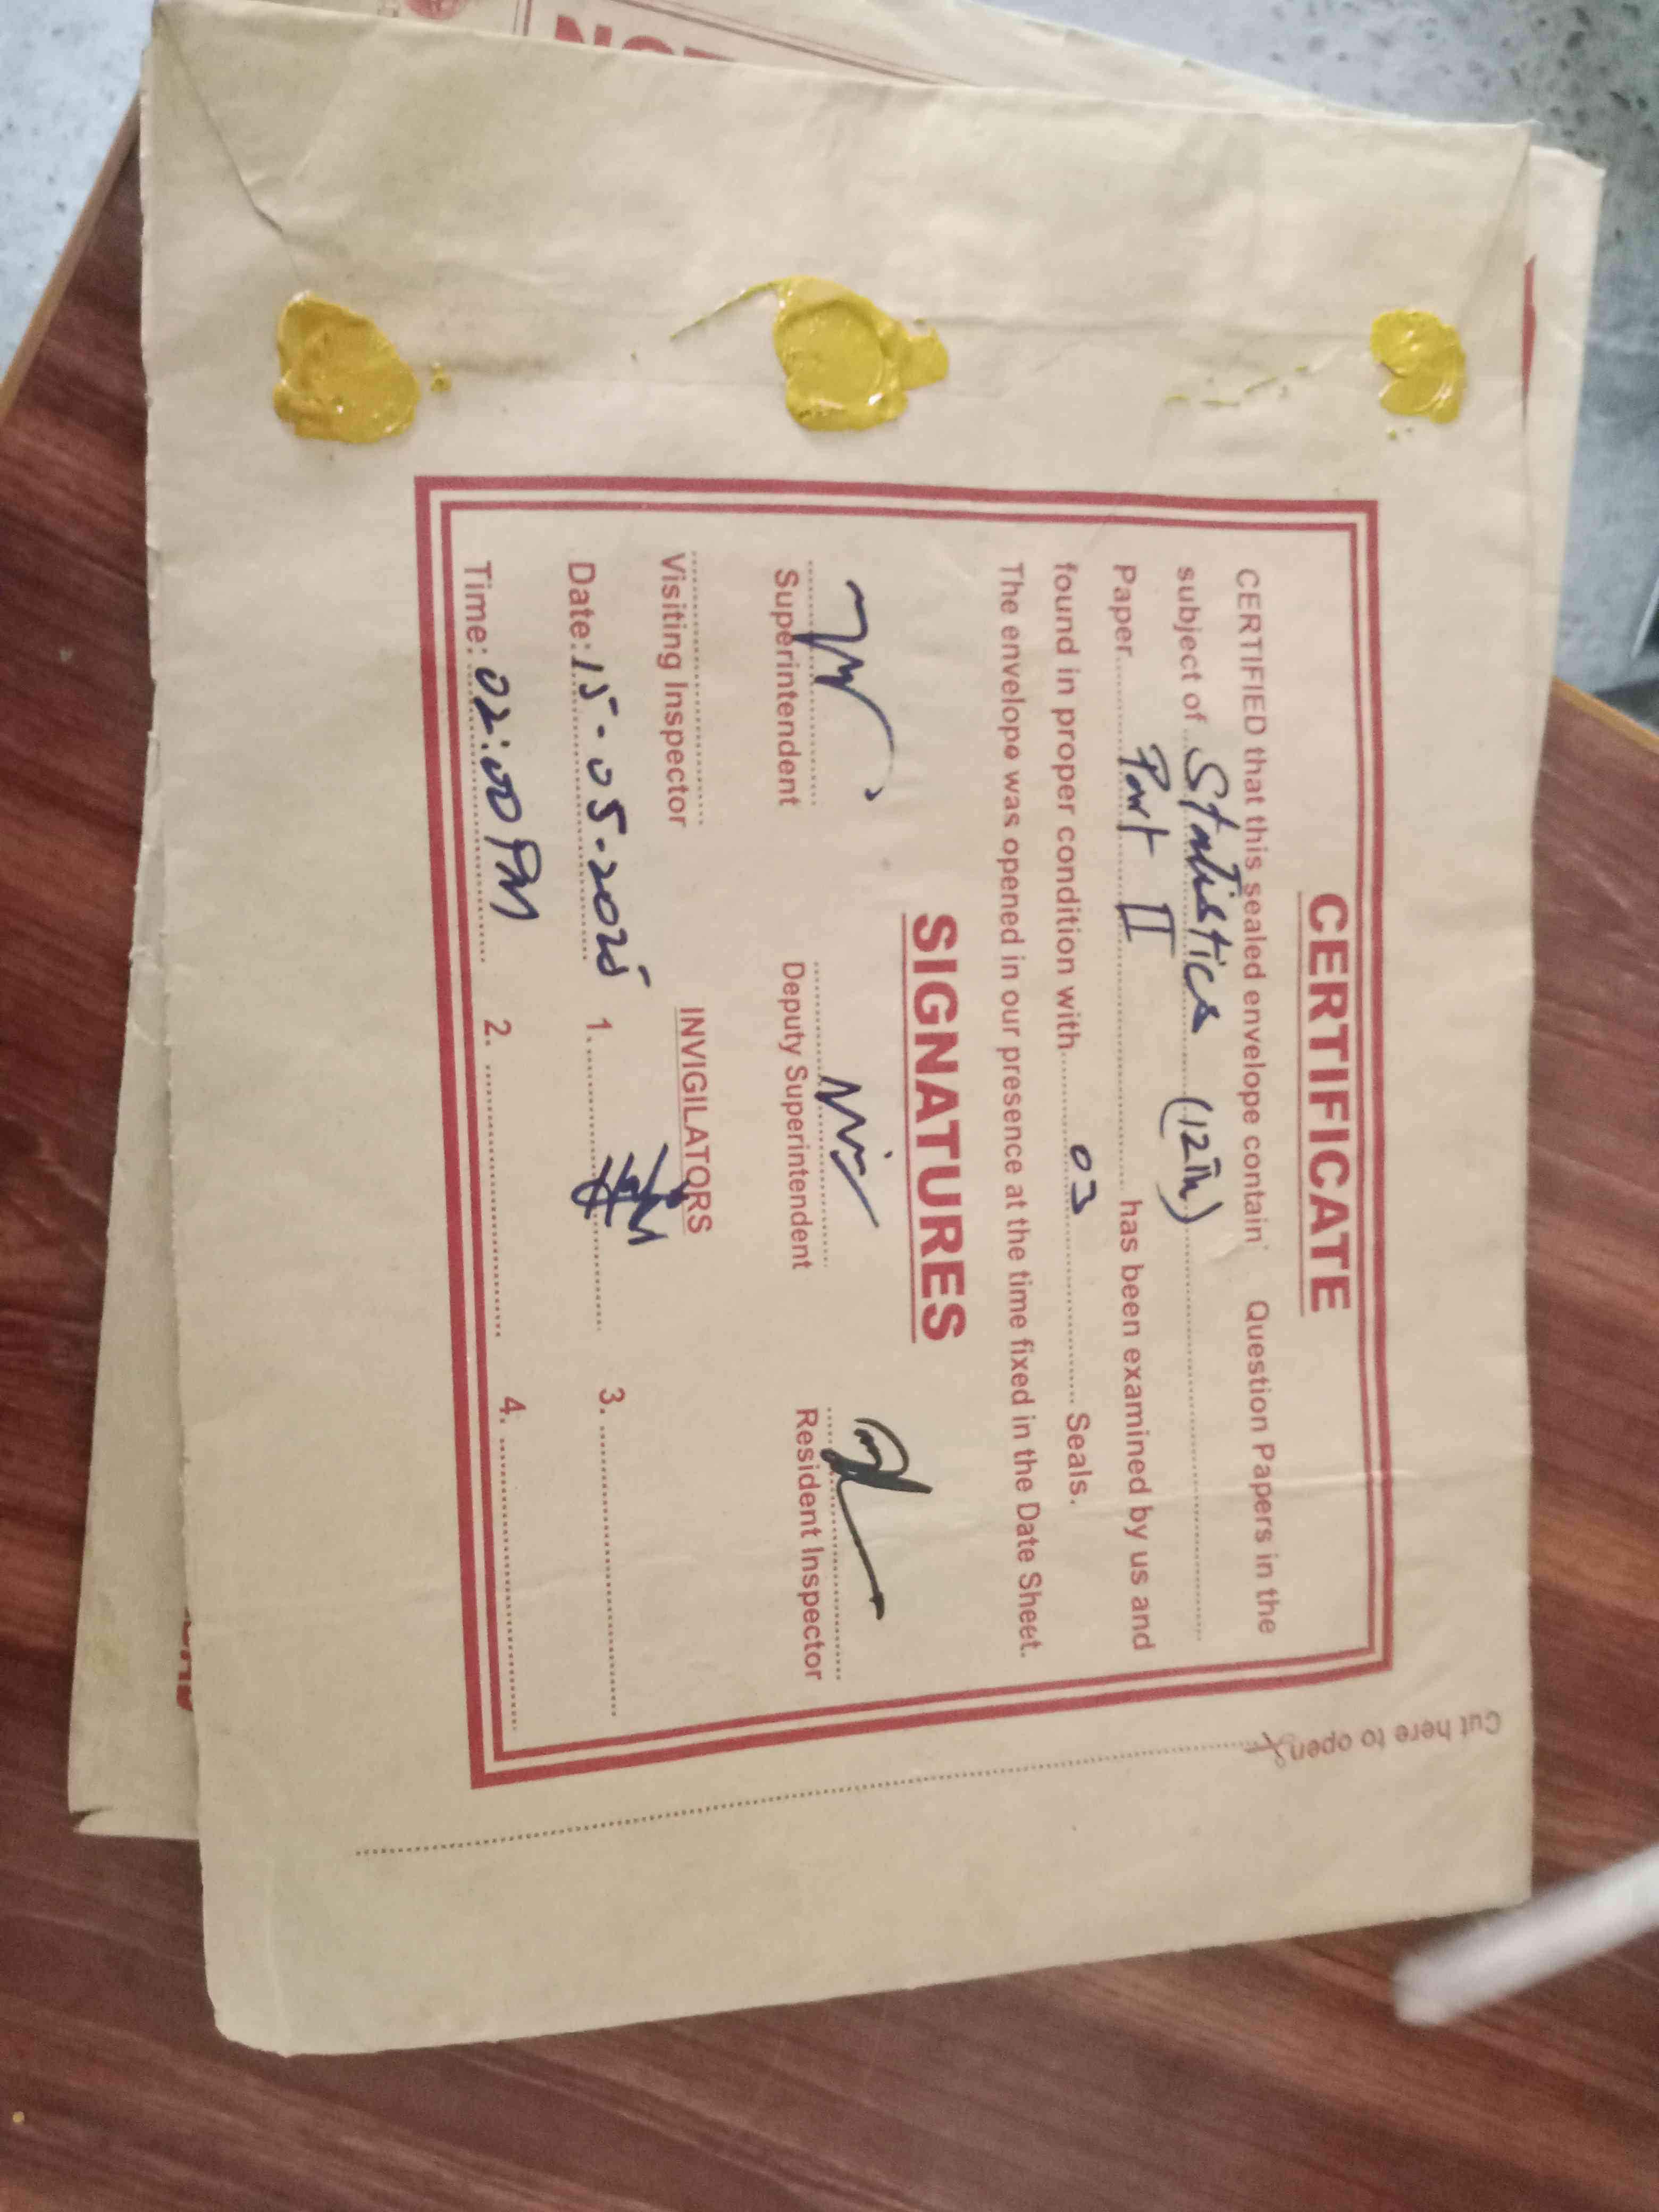 CERTIFICATE
CERTIFIED that this sealed envelope contain Question Papers in the
subject of Statistics (12th)
Paper Part II has been examined by us and
found in proper condition with 03 Seals.
The envelope was opened in our presence at the time fixed in the Date Sheet.
SIGNATURES
Superintendent Deputy Superintendent Resident Inspector
Visiting Inspector INVIGILATORS
Date: 15-05-2025 1. 3.
Time: 02:00 PM 2. 4.
Cut here to open